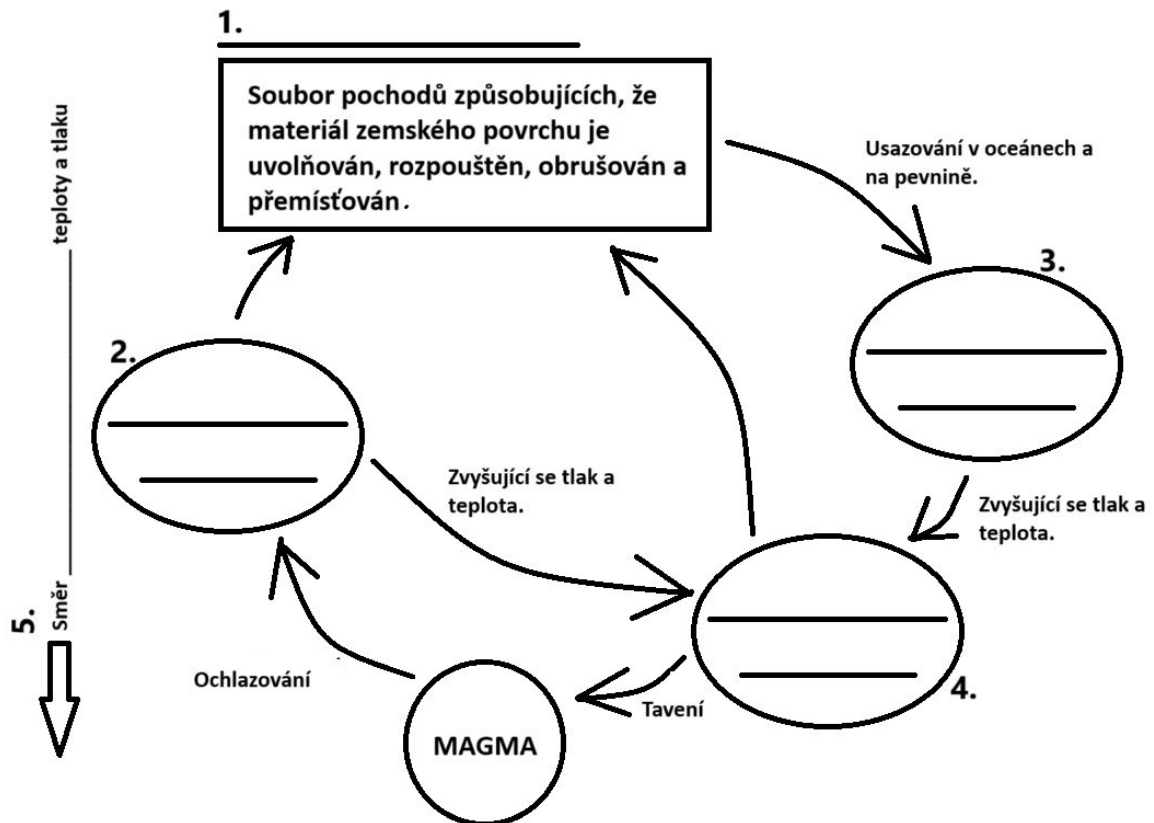 1.
Soubor pochodů způsobujících, že
materiál zemského povrchu je
uvolňován, rozpouštěn, obrušován a
přemísťován.
Usazování v oceánech a
na pevnině.
3.
2.
Zvyšující se tlak a
teplota.
Zvyšující se tlak a
teplota.
4.
Ochlazování
Tavení
MAGMA
5.
Směr ____________ teploty a tlaku